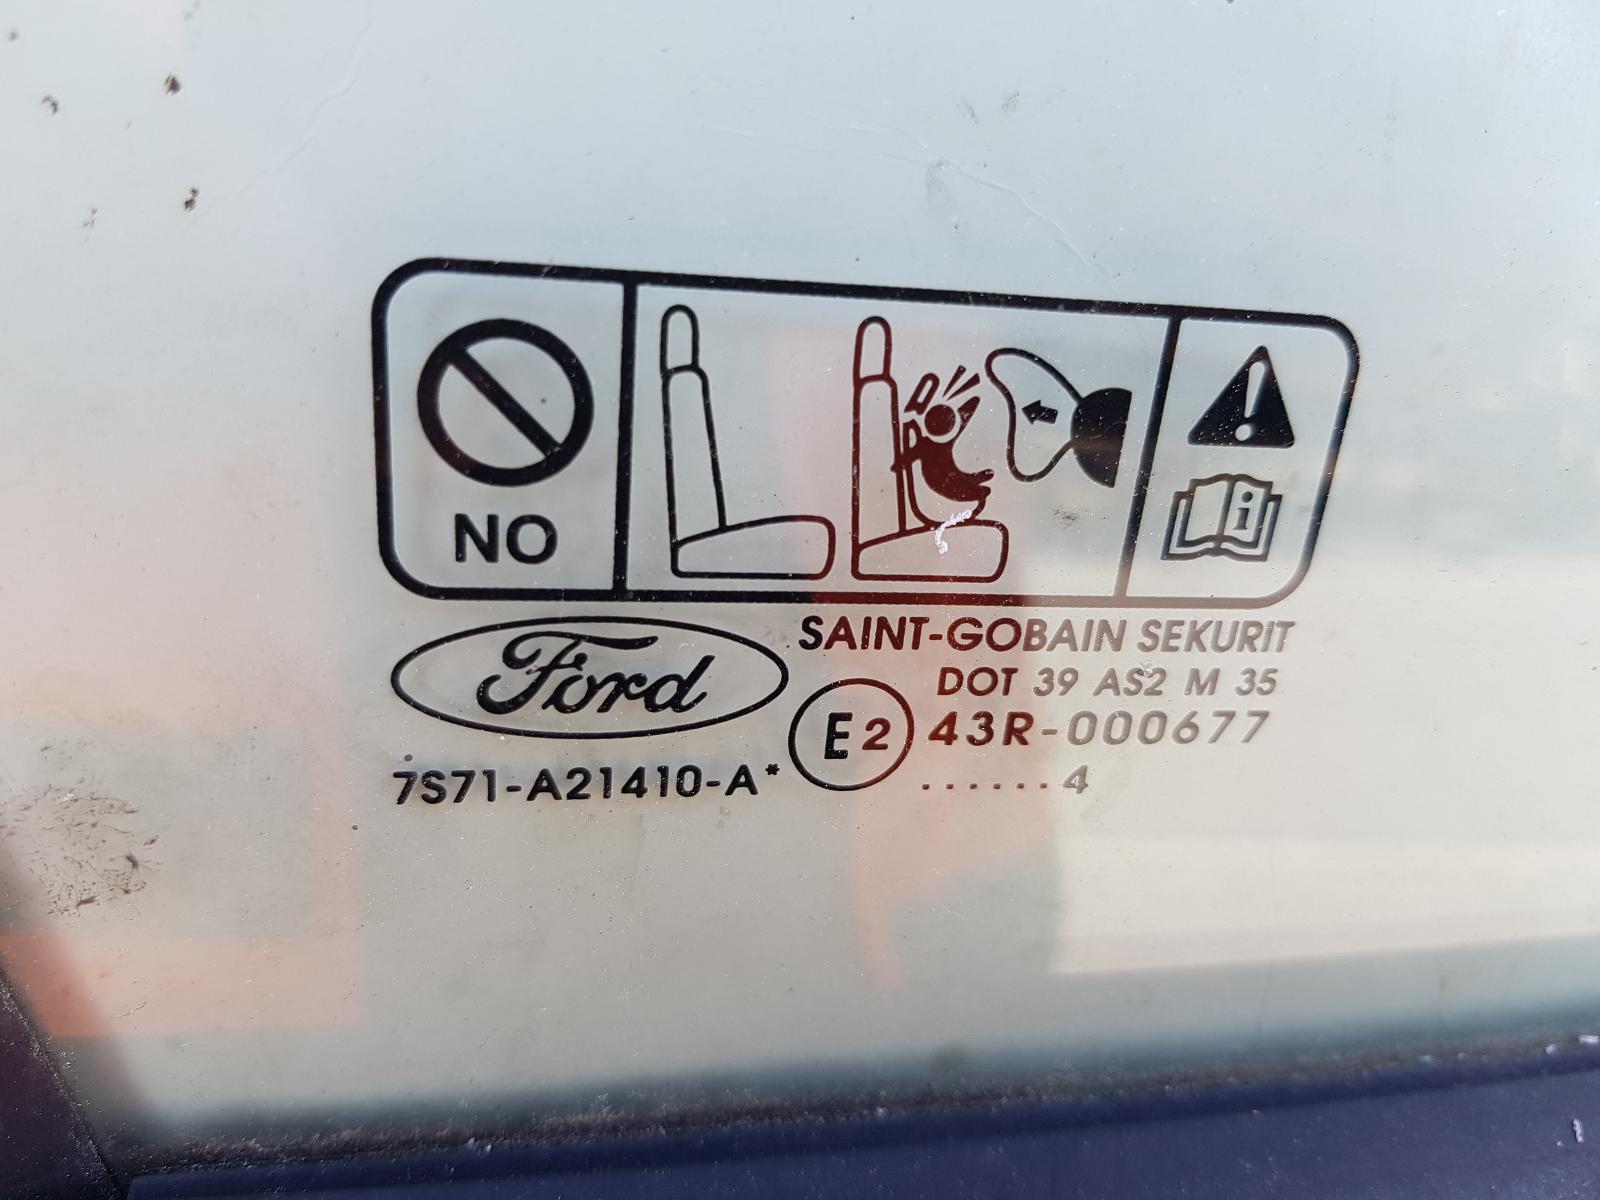 NO
Ford
SAINT-GOBAIN SEKURIT
DOT 39 AS2 M 35
E2 43R-000677
7S71-A21410-A*
......4